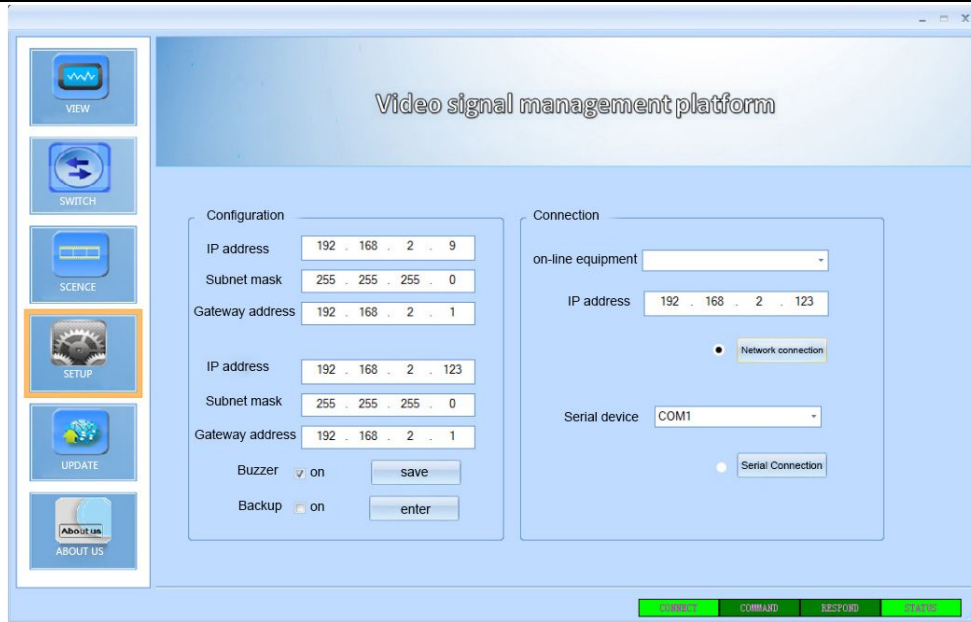 Video signal management platform
VIEW
SWITCH
SCENCE
SETUP
UPDATE
About us
ABOUT US
Configuration
IP address 192 . 168 . 2 . 9
Subnet mask 255 . 255 . 255 . 0
Gateway address 192 . 168 . 2 . 1
IP address 192 . 168 . 2 . 123
Subnet mask 255 . 255 . 255 . 0
Gateway address 192 . 168 . 2 . 1
Buzzer on save
Backup on enter
Connection
on-line equipment
IP address 192 . 168 . 2 . 123
Network connection
Serial device COM1
Serial Connection
CONNECT COMMAND RESPOND STATUS